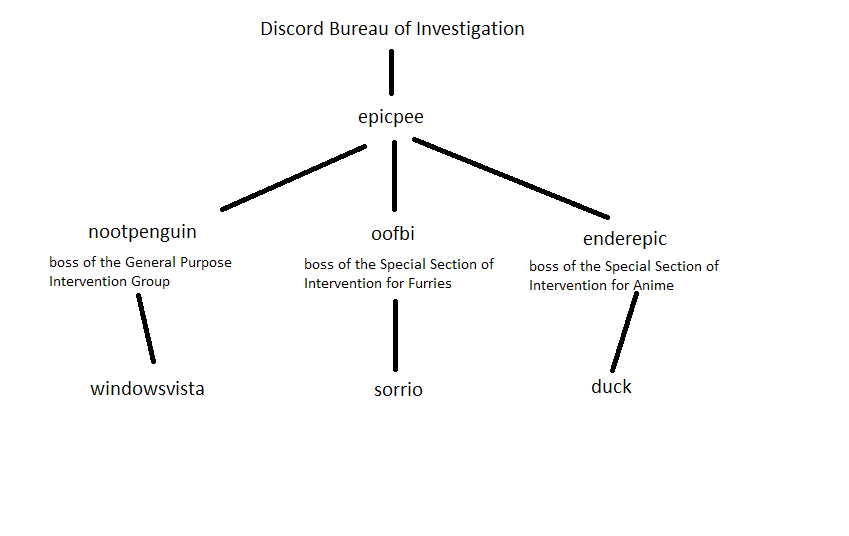 Discord Bureau of Investigation
epicpee
nootpenguin
boss of the General Purpose
Intervention Group
oofbi
boss of the Special Section of
Intervention for Furries
enderepic
boss of the Special Section of
Intervention for Anime
windowsvista
sorrio
duck